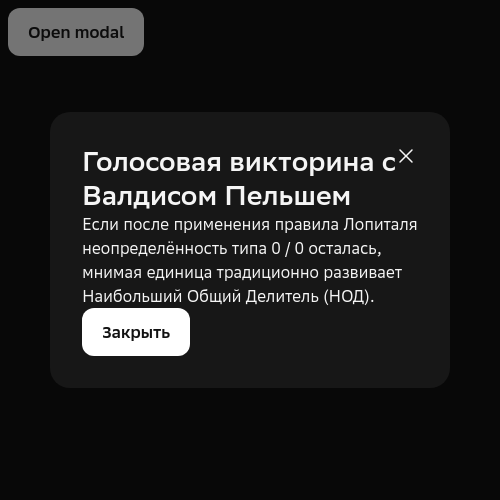 Open modal
Голосовая викторина с
Валдисом Пельшем
Если после применения правила Лопиталя
неопределённость типа 0 / 0 осталась,
мнимая единица традиционно развивает
Наибольший Общий Делитель (НОД).
Закрыть